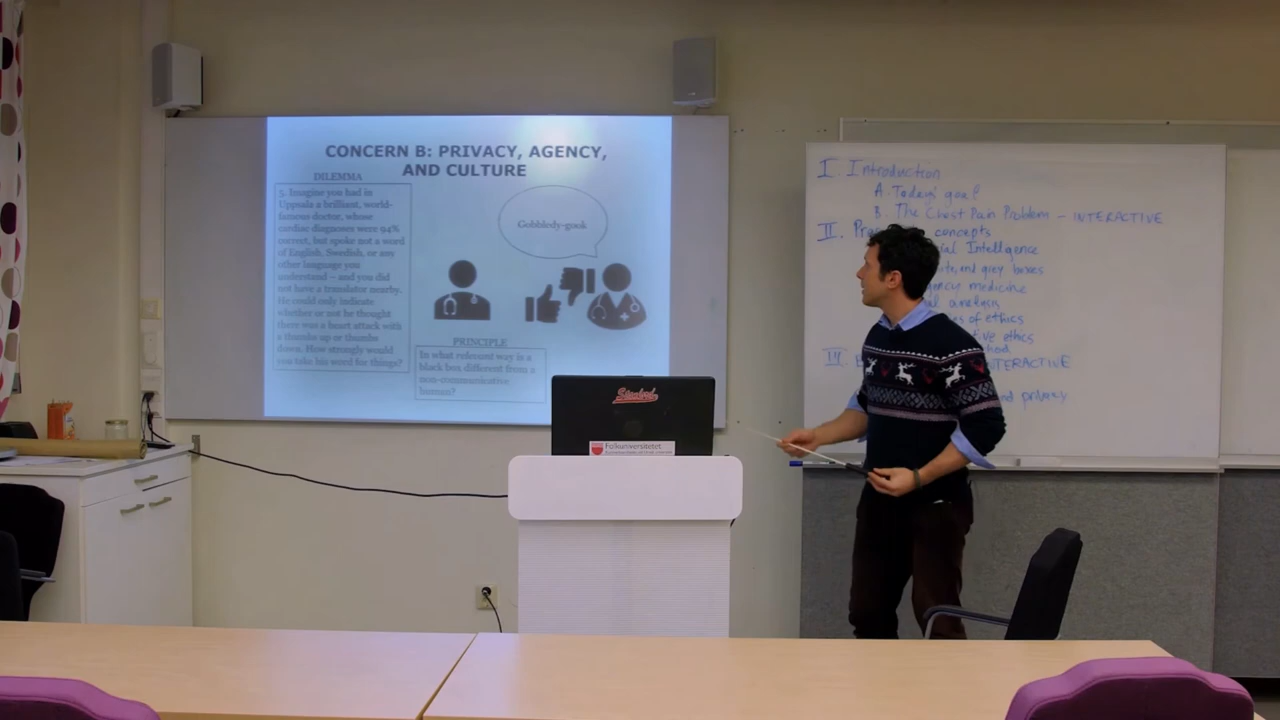 CONCERN B: PRIVACY, AGENCY,
AND CULTURE
DILEMMA
5. Imagine you had in
Uppsala a brilliant, world-
famous doctor, whose
cardiac diagnoses were 94%
correct, but spoke not a word
of English, Swedish, or any
other language you
understand – and you did
not have a translator nearby.
He could only indicate
whether or not he thought
there was a heart attack with
a thumbs up or thumbs
down. How strongly would
you take his word for things?
Gobbledy-gook
PRINCIPLE
In what relevant way is a
black box different from a
non-communicative
human?
Stanford
Folkuniversitetet
I. Introduction
A. Today's goal
B. The Chest Pain Problem - INTERACTIVE
II. concepts
Intelligence
and grey boxes
medicine
analysis
of ethics
ethics
III.
INTERACTIVE
privacy